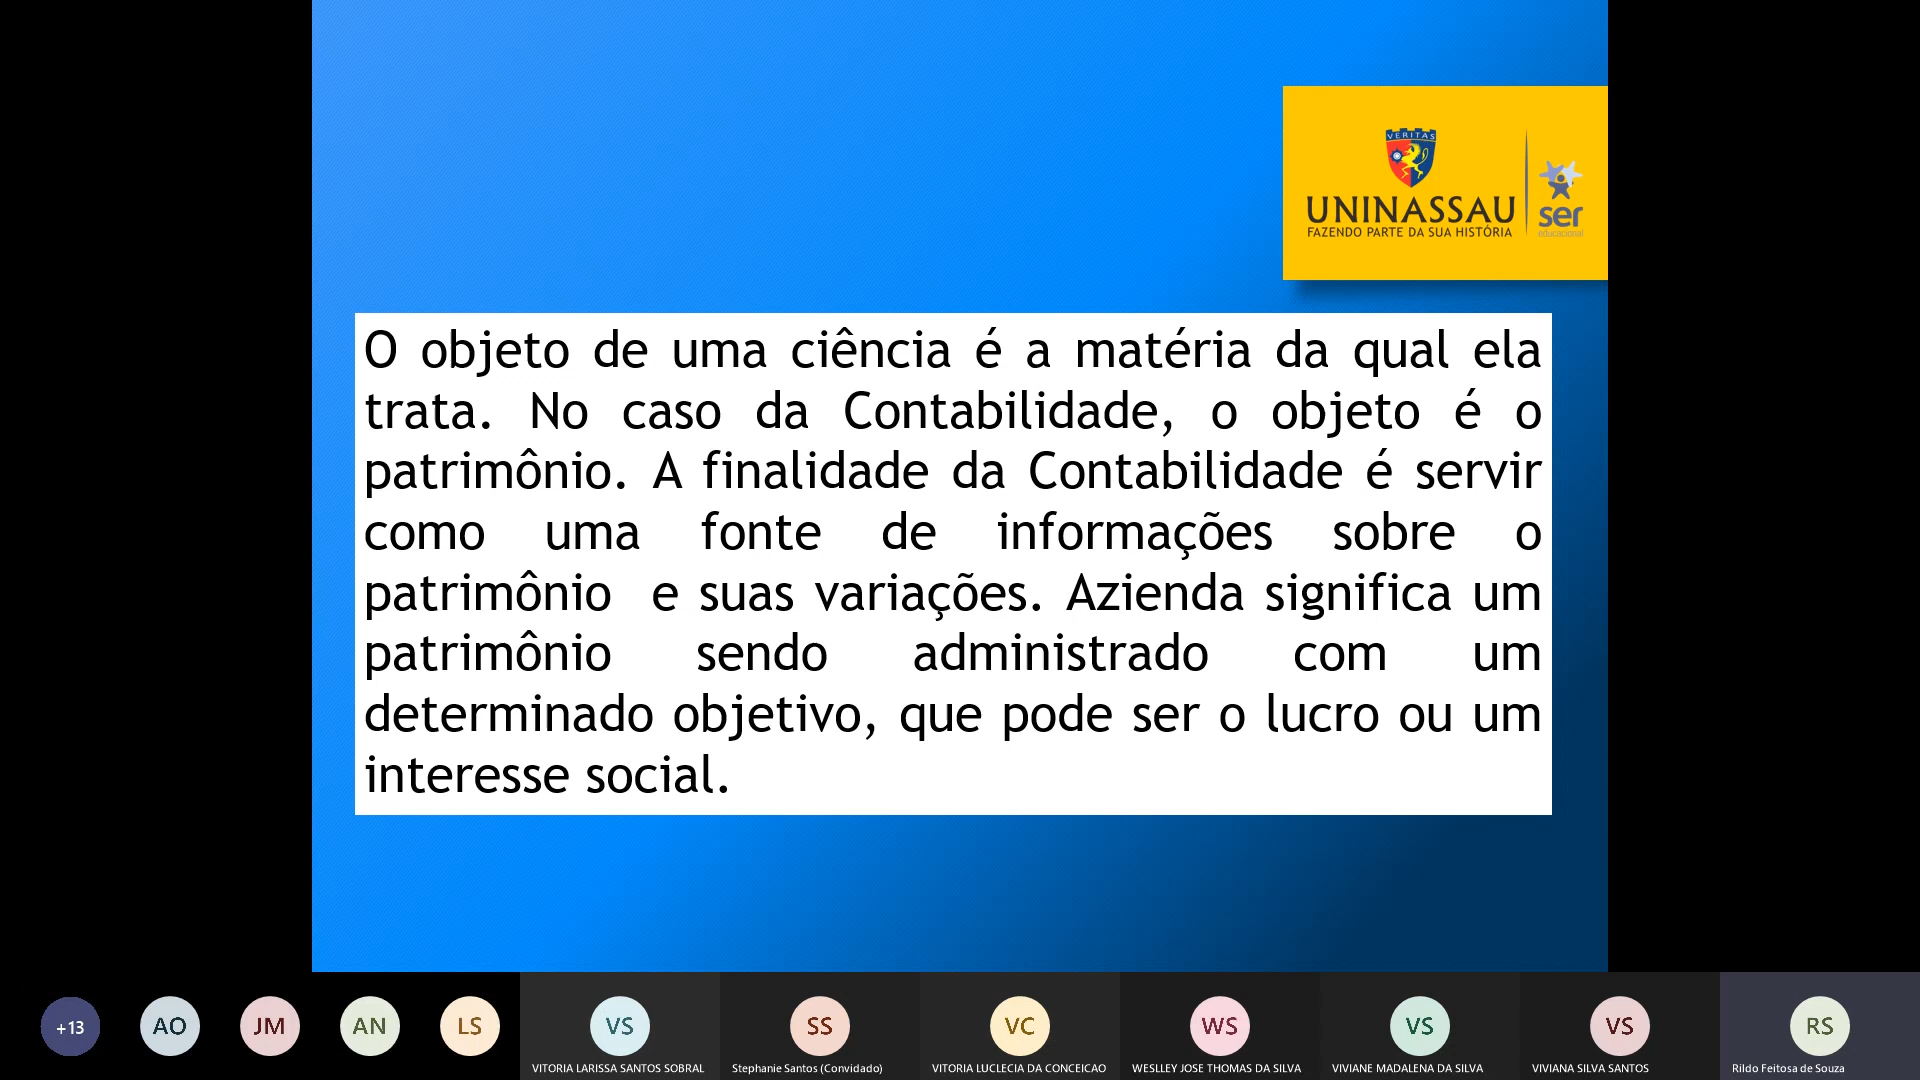 VERITAS
UNINASSAU
FAZENDO PARTE DA SUA HISTÓRIA
ser
educacional
O objeto de uma ciência é a matéria da qual ela
trata. No caso da Contabilidade, o objeto é o
patrimônio. A finalidade da Contabilidade é servir
como uma fonte de informações sobre o
patrimônio e suas variações. Azienda significa um
patrimônio sendo administrado com um
determinado objetivo, que pode ser o lucro ou um
interesse social.
+13
AO
JM
AN
LS
VS
SS
VC
WS
VS
VS
RS
VITORIA LARISSA SANTOS SOBRAL
Stephanie Santos (Convidado)
VITORIA LUCLECIA DA CONCEICAO
WESLLEY JOSE THOMAS DA SILVA
VIVIANE MADALENA DA SILVA
VIVIANA SILVA SANTOS
Rildo Feitosa de Souza